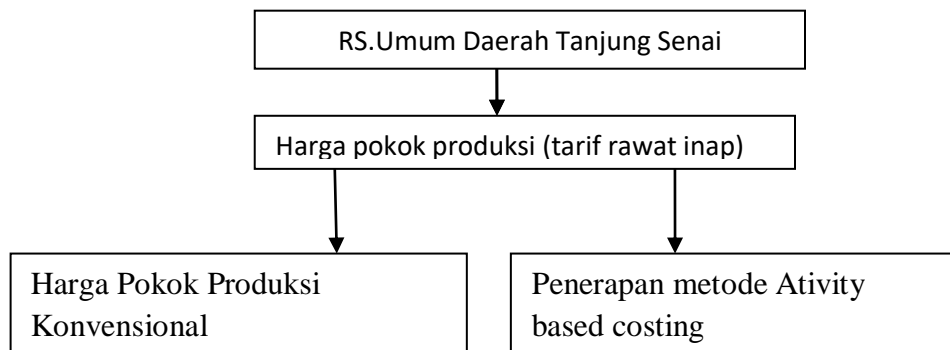 RS.Umum Daerah Tanjung Senai
Harga pokok produksi (tarif rawat inap)
Harga Pokok Produksi
Konvensional
Penerapan metode Ativity
based costing